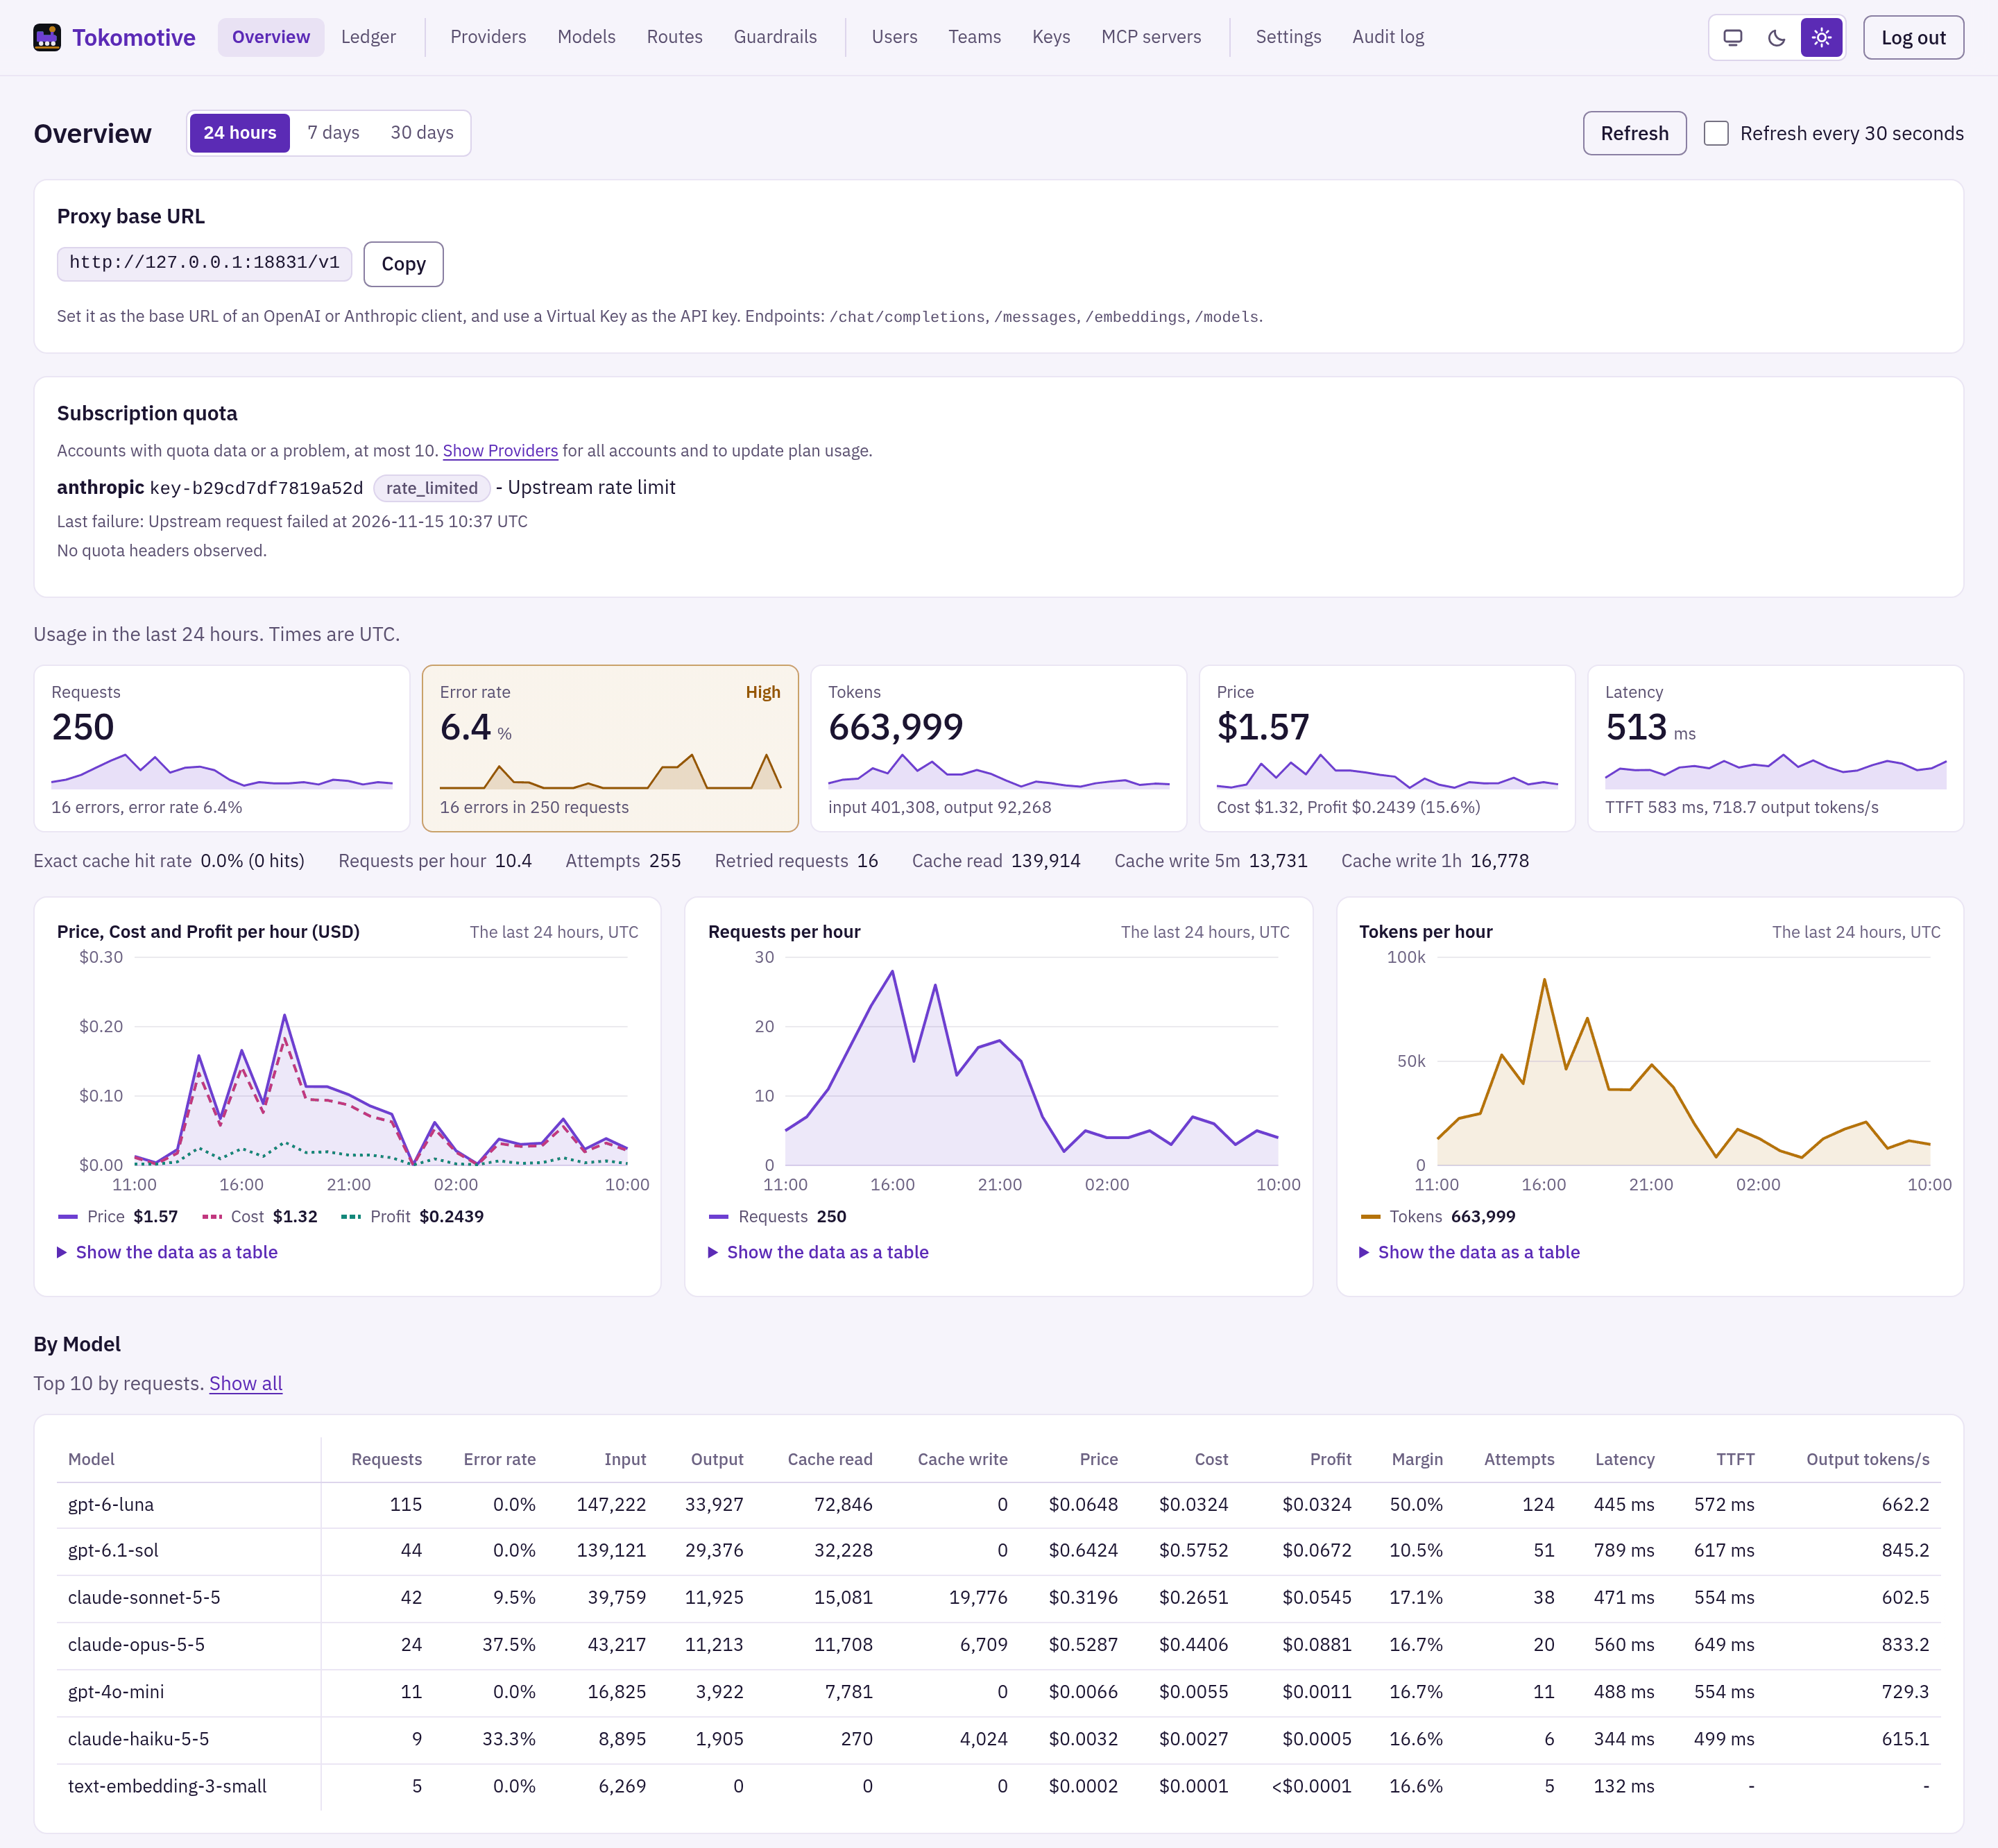 Tokomotive Overview Ledger Providers Models Routes Guardrails Users Teams Keys MCP servers Settings Audit log Log out
Overview 24 hours 7 days 30 days Refresh Refresh every 30 seconds
Proxy base URL
http://127.0.0.1:18831/v1 Copy
Set it as the base URL of an OpenAI or Anthropic client, and use a Virtual Key as the API key. Endpoints: /chat/completions, /messages, /embeddings, /models.
Subscription quota
Accounts with quota data or a problem, at most 10. Show Providers for all accounts and to update plan usage.
anthropic key-b29cd7df7819a52d rate_limited - Upstream rate limit
Last failure: Upstream request failed at 2026-11-15 10:37 UTC
No quota headers observed.
Usage in the last 24 hours. Times are UTC.
Requests
250
16 errors, error rate 6.4%
Error rate High
6.4 %
16 errors in 250 requests
Tokens
663,999
input 401,308, output 92,268
Price
$1.57
Cost $1.32, Profit $0.2439 (15.6%)
Latency
513 ms
TTFT 583 ms, 718.7 output tokens/s
Exact cache hit rate 0.0% (0 hits) Requests per hour 10.4 Attempts 255 Retried requests 16 Cache read 139,914 Cache write 5m 13,731 Cache write 1h 16,778
Price, Cost and Profit per hour (USD) The last 24 hours, UTC
$0.30
$0.20
$0.10
$0.00
11:00 16:00 21:00 02:00 10:00
Price $1.57 Cost $1.32 Profit $0.2439
Show the data as a table
Requests per hour The last 24 hours, UTC
30
20
10
0
11:00 16:00 21:00 02:00 10:00
Requests 250
Show the data as a table
Tokens per hour The last 24 hours, UTC
100k
50k
0
11:00 16:00 21:00 02:00 10:00
Tokens 663,999
Show the data as a table
By Model
Top 10 by requests. Show all
Model Requests Error rate Input Output Cache read Cache write Price Cost Profit Margin Attempts Latency TTFT Output tokens/s
gpt-6-luna 115 0.0% 147,222 33,927 72,846 0 $0.0648 $0.0324 $0.0324 50.0% 124 445 ms 572 ms 662.2
gpt-6.1-sol 44 0.0% 139,121 29,376 32,228 0 $0.6424 $0.5752 $0.0672 10.5% 51 789 ms 617 ms 845.2
claude-sonnet-5-5 42 9.5% 39,759 11,925 15,081 19,776 $0.3196 $0.2651 $0.0545 17.1% 38 471 ms 554 ms 602.5
claude-opus-5-5 24 37.5% 43,217 11,213 11,708 6,709 $0.5287 $0.4406 $0.0881 16.7% 20 560 ms 649 ms 833.2
gpt-4o-mini 11 0.0% 16,825 3,922 7,781 0 $0.0066 $0.0055 $0.0011 16.7% 11 488 ms 554 ms 729.3
claude-haiku-5-5 9 33.3% 8,895 1,905 270 4,024 $0.0032 $0.0027 $0.0005 16.6% 6 344 ms 499 ms 615.1
text-embedding-3-small 5 0.0% 6,269 0 0 0 $0.0002 $0.0001 <$0.0001 16.6% 5 132 ms - -